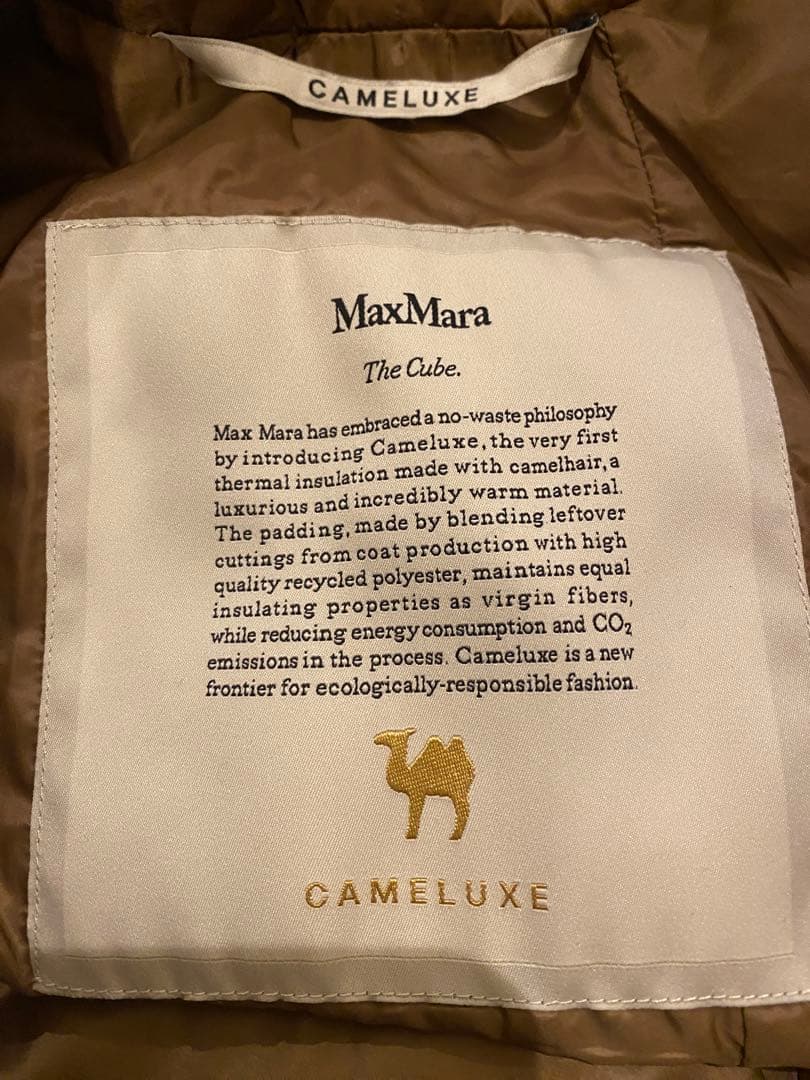 CAMELUXE
MaxMara
The Cube.
Max Mara has embraced a no-waste philosophy
by introducing Cameluxe, the very first
thermal insulation made with camelhair, a
luxurious and incredibly warm material.
The padding, made by blending leftover
cuttings from coat production with high
quality recycled polyester, maintains equal
insulating properties as virgin fibers,
while reducing energy consumption and CO₂
emissions in the process. Cameluxe is a new
frontier for ecologically-responsible fashion.
CAMELUXE